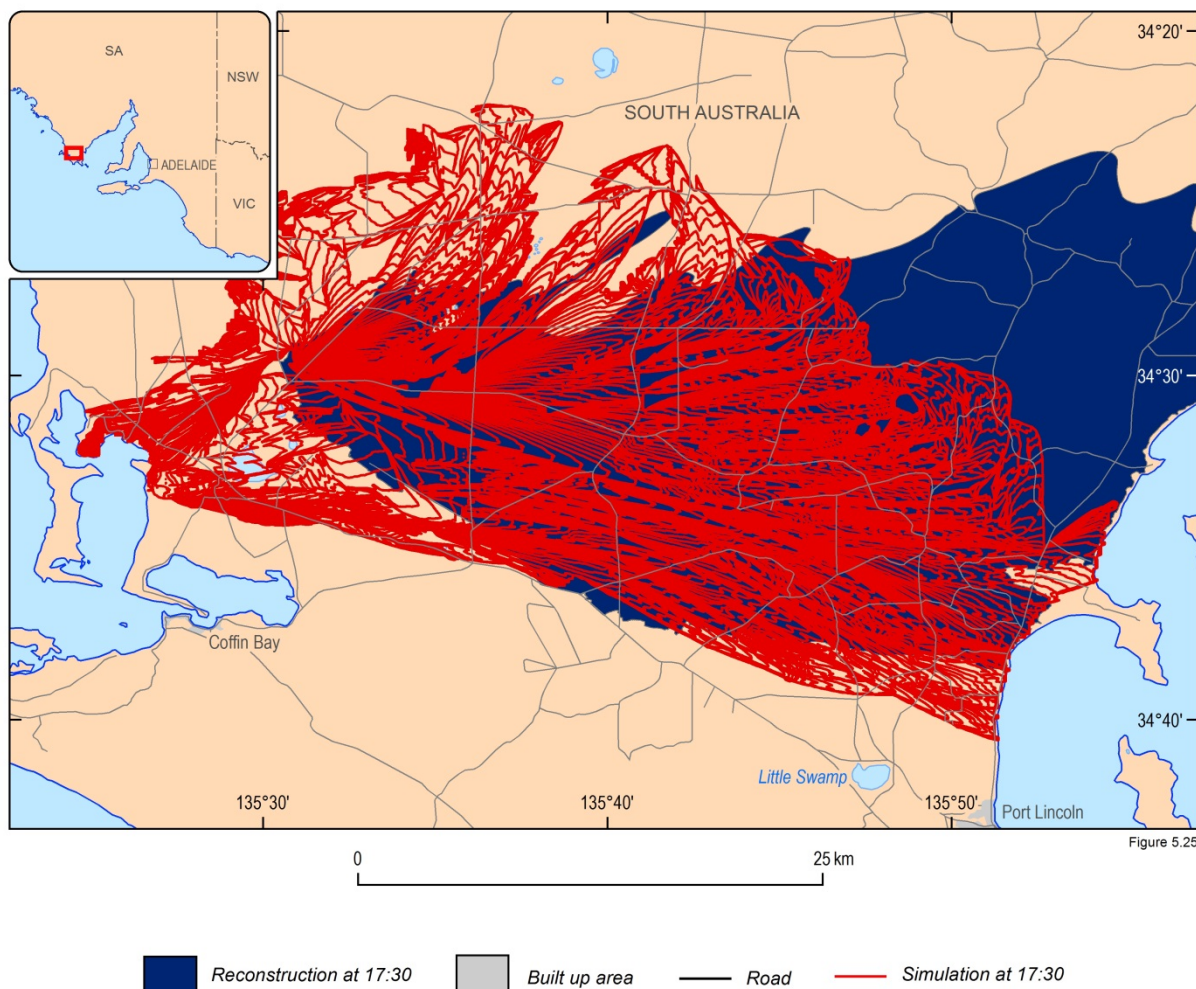 SA
NSW
ADELAIDE
VIC
34°20'
SOUTH AUSTRALIA
34°30'
Coffin Bay
34°40'
Little Swamp
135°30'
135°40'
135°50'
Port Lincoln
Figure 5.25
0
25 km
Reconstruction at 17:30
Built up area
Road
Simulation at 17:30